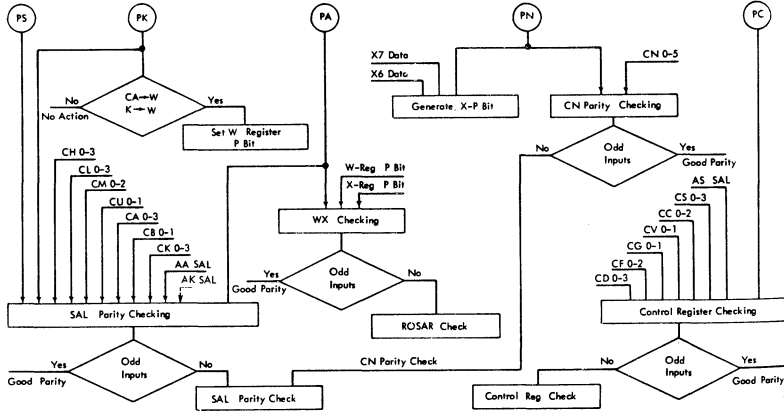 PS
PK
PA
PN
PC
X7 Data
X6 Data
CN 0-5
Generate X-P Bit
CN Parity Checking
CA→W
K→W
No
No Action
Yes
Set W Register
P Bit
CH 0-3
CL 0-3
CM 0-2
CU 0-1
CA 0-3
CB 0-1
CK 0-3
AA SAL
AK SAL
SAL Parity Checking
W-Reg P Bit
X-Reg P Bit
WX Checking
Odd
Inputs
Yes
Good Parity
No
ROSAR Check
No
Odd
Inputs
Yes
Good Parity
AS SAL
CS 0-3
CC 0-2
CV 0-1
CG 0-1
CF 0-2
CD 0-3
Control Register Checking
Yes
Good Parity
Odd
Inputs
No
SAL Parity Check
CN Parity Check
No
Odd
Inputs
Yes
Good Parity
Control Reg Check